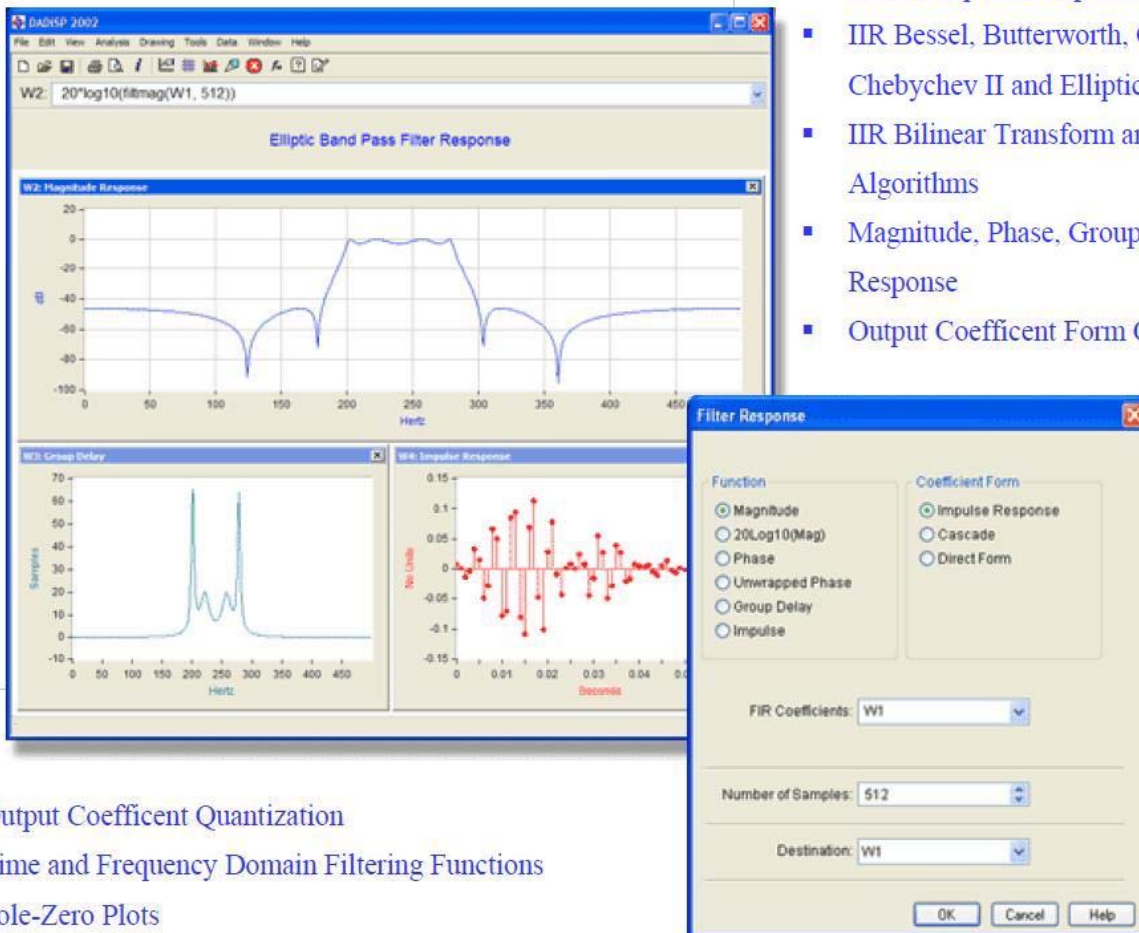 DADiSP 2002
File Edit View Analysis Drawing Tools Data Window Help
W2: 20*log10(filtmag(W1, 512))
Elliptic Band Pass Filter Response
W2: Magnitude Response
20
0
-20
-40
-60
-80
-100
dB
0 50 100 150 200 250 300 350 400 450
Hertz
W3: Group Delay
70
60
50
40
30
20
10
0
-10
Samples
0 50 100 150 200 250 300 350 400 450
Hertz
W4: Impulse Response
0.15
0.1
0.05
0
-0.05
-0.1
-0.15
No Units
0 0.01 0.02 0.03 0.04
Seconds
▪ IIR Bessel, Butterworth,
Chebychev II and Elliptic
▪ IIR Bilinear Transform
Algorithms
▪ Magnitude, Phase, Group
Response
▪ Output Coefficent Form
Filter Response
Function
Magnitude
20Log10(Mag)
Phase
Unwrapped Phase
Group Delay
Impulse
Coefficient Form
Impulse Response
Cascade
Direct Form
FIR Coefficients: W1
Number of Samples: 512
Destination: W1
OK Cancel Help
utput Coefficent Quantization
ime and Frequency Domain Filtering Functions
ole-Zero Plots